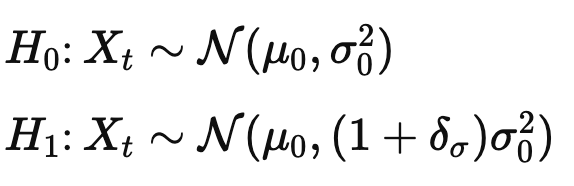 H₀: Xₜ ∼ 𝒩(μ₀, σ₀²)
H₁: Xₜ ∼ 𝒩(μ₀, (1 + δ_σ)σ₀²)